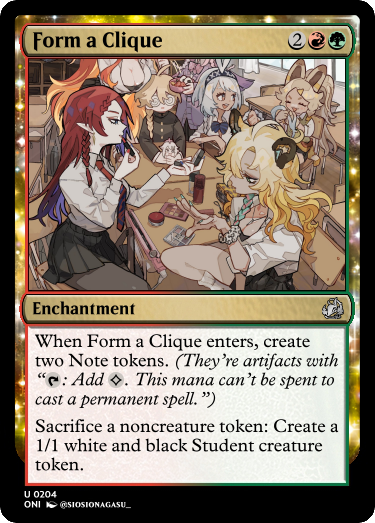 Form a Clique
2
Enchantment
When Form a Clique enters, create
two Note tokens. (They're artifacts with
“: Add . This mana can't be spent to
cast a permanent spell.”)
Sacrifice a noncreature token: Create a
1/1 white and black Student creature
token.
U 0204
ONI @SIOSIONAGASU_